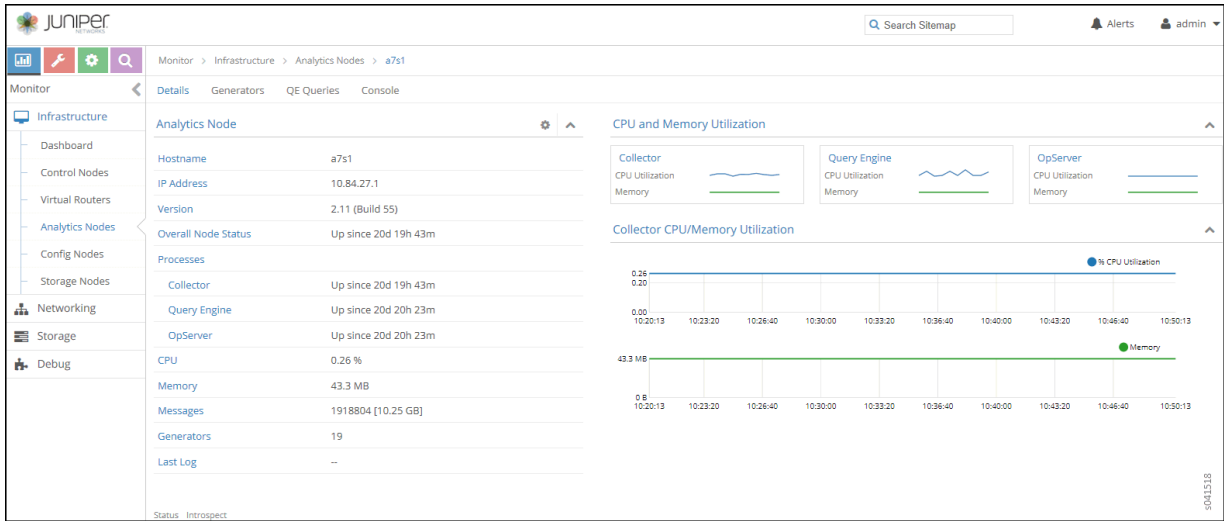 JUNIPER
NETWORKS
Search Sitemap
Alerts
admin
Monitor > Infrastructure > Analytics Nodes > a7s1
Monitor
Infrastructure
Dashboard
Control Nodes
Virtual Routers
Analytics Nodes
Config Nodes
Storage Nodes
Networking
Storage
Debug
Details Generators QE Queries Console
Analytics Node
Hostname a7s1
IP Address 10.84.27.1
Version 2.11 (Build 55)
Overall Node Status Up since 20d 19h 43m
Processes
Collector Up since 20d 19h 43m
Query Engine Up since 20d 20h 23m
OpServer Up since 20d 20h 23m
CPU 0.26 %
Memory 43.3 MB
Messages 1918804 [10.25 GB]
Generators 19
Last Log --
Status Introspect
CPU and Memory Utilization
Collector
CPU Utilization
Memory
Query Engine
CPU Utilization
Memory
OpServer
CPU Utilization
Memory
Collector CPU/Memory Utilization
% CPU Utilization
0.26
0.20
0.00
10:20:13 10:23:20 10:26:40 10:30:00 10:33:20 10:36:40 10:40:00 10:43:20 10:46:40 10:50:13
Memory
43.3 MB
0 B
10:20:13 10:23:20 10:26:40 10:30:00 10:33:20 10:36:40 10:40:00 10:43:20 10:46:40 10:50:13
s041518